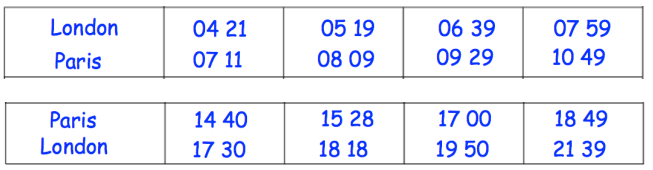 London 04 21 05 19 06 39 07 59
Paris 07 11 08 09 09 29 10 49
Paris 14 40 15 28 17 00 18 49
London 17 30 18 18 19 50 21 39